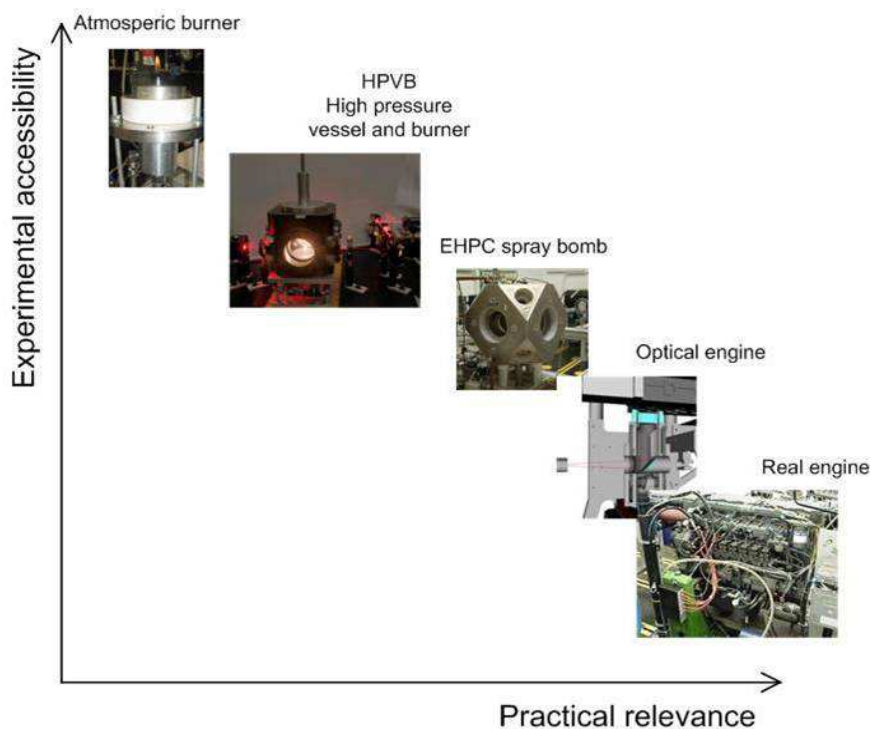 Atmosperic burner
HPVB
High pressure
vessel and burner
EHPC spray bomb
Optical engine
Real engine
Experimental accessibility
Practical relevance